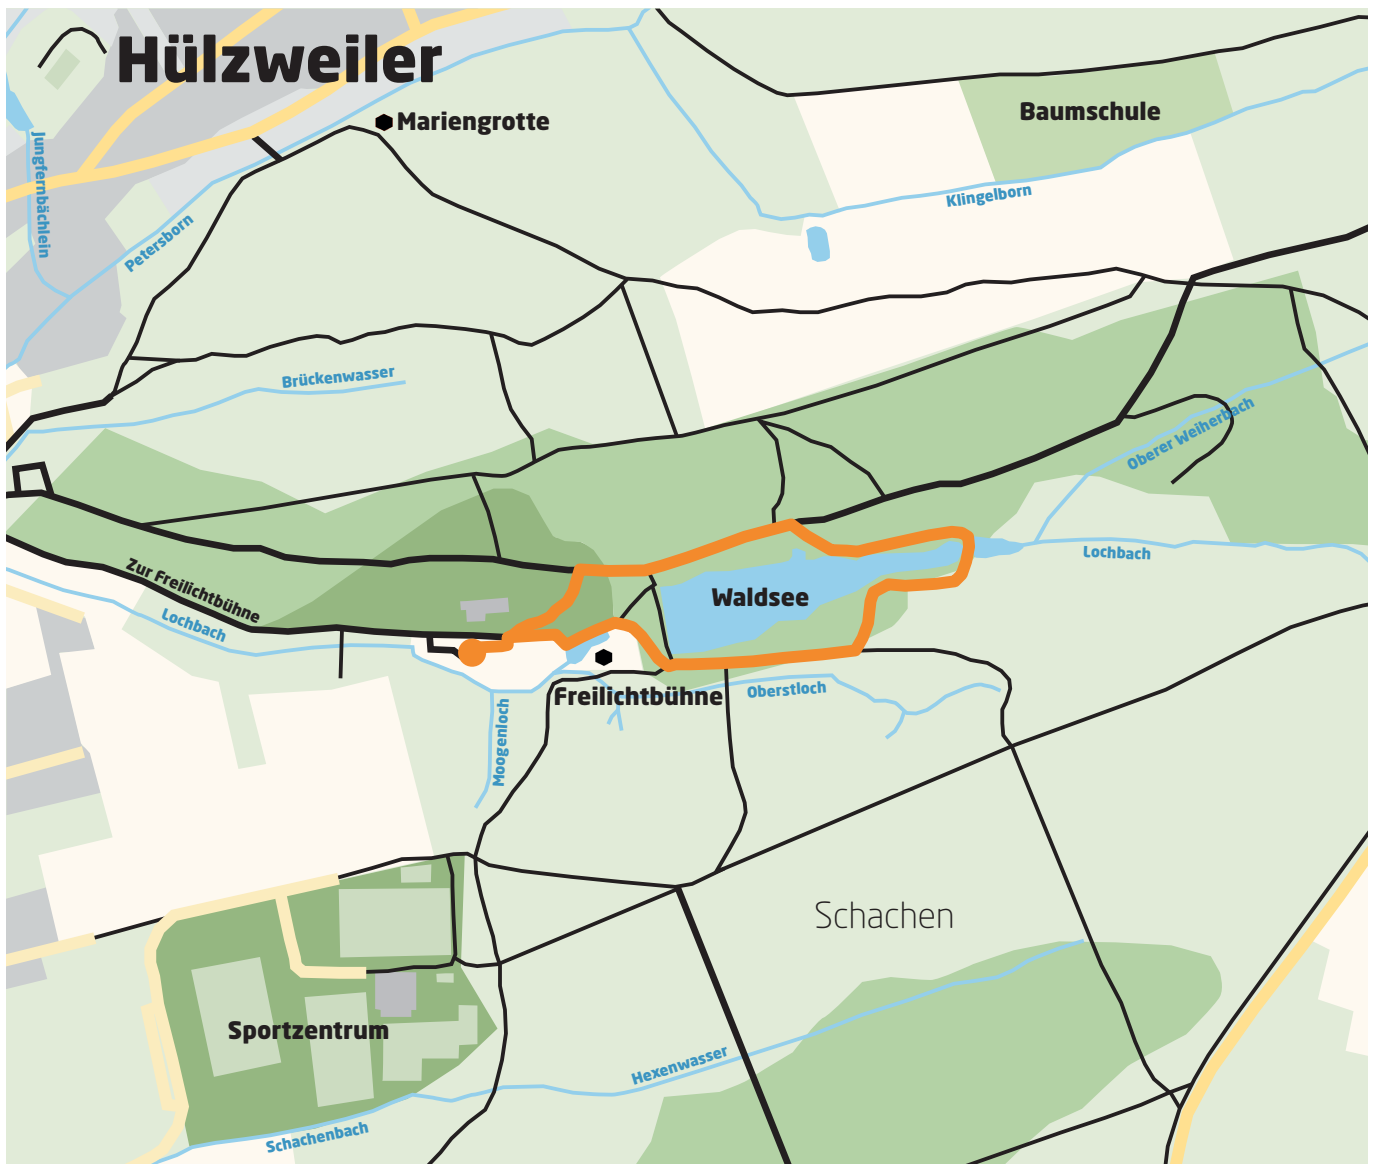 Hülzweiler
Mariengrotte
Baumschule
Jungfernbächlein
Petersborn
Klingelborn
Brückenwasser
Oberer Weiherbach
Zur Freilichtbühne
Lochbach
Waldsee
Lochbach
Freilichtbühne
Oberstloch
Moogenloch
Schachen
Sportzentrum
Hexenwasser
Schachenbach